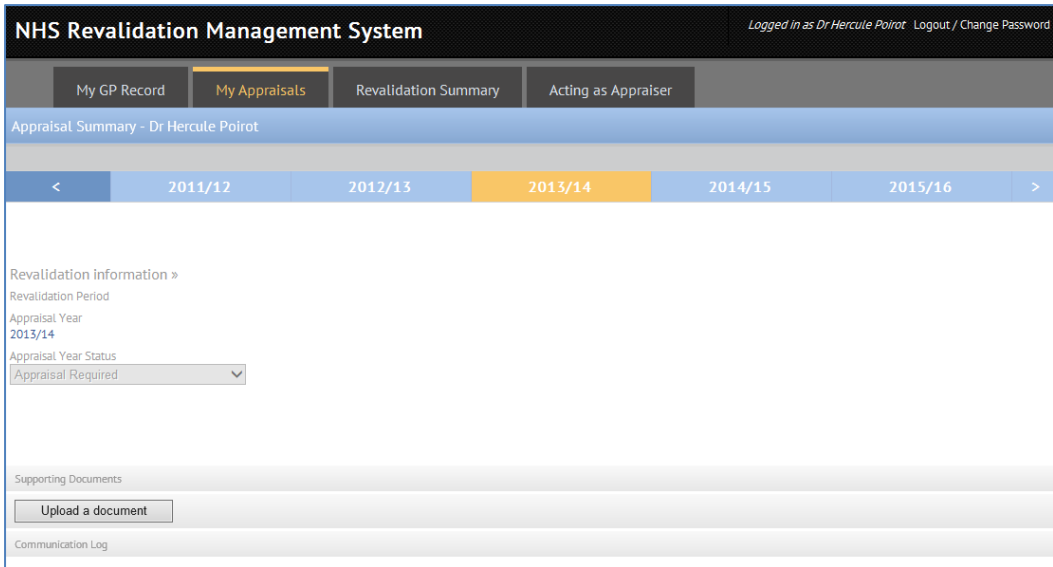 NHS Revalidation Management System
Logged in as Dr Hercule Poirot Logout / Change Password
My GP Record My Appraisals Revalidation Summary Acting as Appraiser
Appraisal Summary - Dr Hercule Poirot
< 2011/12 2012/13 2013/14 2014/15 2015/16 >
Revalidation information »
Revalidation Period
Appraisal Year
2013/14
Appraisal Year Status
Appraisal Required
Supporting Documents
Upload a document
Communication Log